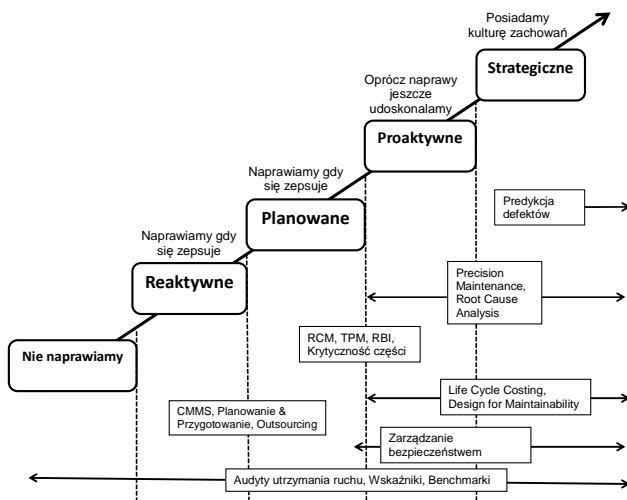 Posiadamy
kulturę zachowań
Strategiczne
Oprócz naprawy
jeszcze
udoskonalamy
Proaktywne
Naprawiamy gdy
się zepsuje
Planowane
Predykcja
defektów
Naprawiamy gdy
się zepsuje
Reaktywne
Precision
Maintenance,
Root Cause
Analysis
RCM, TPM, RBI,
Krytyczność części
Nie naprawiamy
Life Cycle Costing,
Design for Maintainability
CMMS, Planowanie &
Przygotowanie, Outsourcing
Zarządzanie
bezpieczeństwem
Audyty utrzymania ruchu, Wskaźniki, Benchmarki